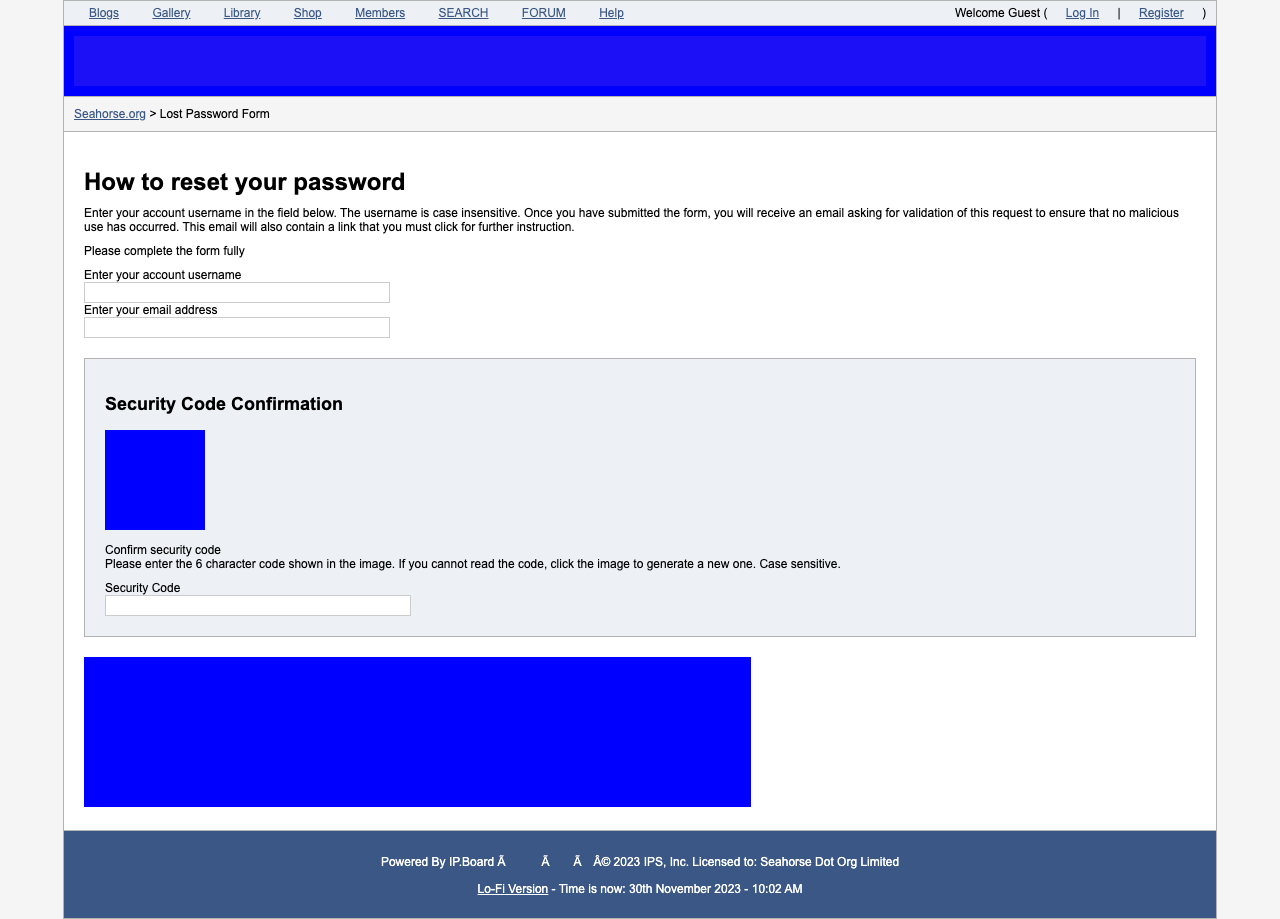 Blogs Gallery Library Shop Members SEARCH FORUM Help Welcome Guest ( Log In | Register )
Seahorse.org > Lost Password Form
How to reset your password
Enter your account username in the field below. The username is case insensitive. Once you have submitted the form, you will receive an email asking for validation of this request to ensure that no malicious
use has occurred. This email will also contain a link that you must click for further instruction.
Please complete the form fully
Enter your account username
Enter your email address
Security Code Confirmation
Confirm security code
Please enter the 6 character code shown in the image. If you cannot read the code, click the image to generate a new one. Case sensitive.
Security Code
Powered By IP.Board Ã Ã Ã Â© 2023 IPS, Inc. Licensed to: Seahorse Dot Org Limited
Lo-Fi Version - Time is now: 30th November 2023 - 10:02 AM